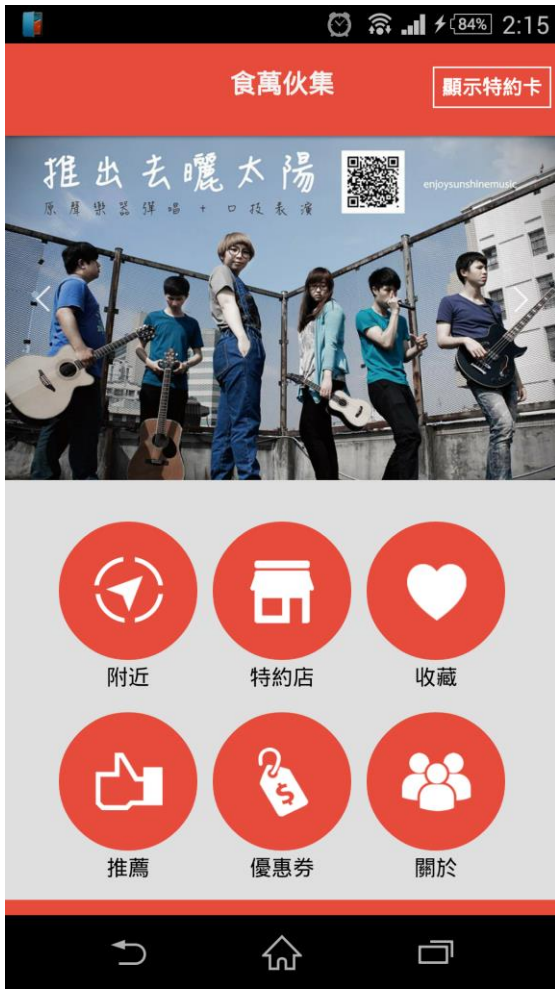 84% 2:15
食萬伙集
顯示特約卡
推出去曬太陽
enjoysunshinemusic
原聲樂器彈唱 + 口技表演
附近
特約店
收藏
推薦
優惠券
關於